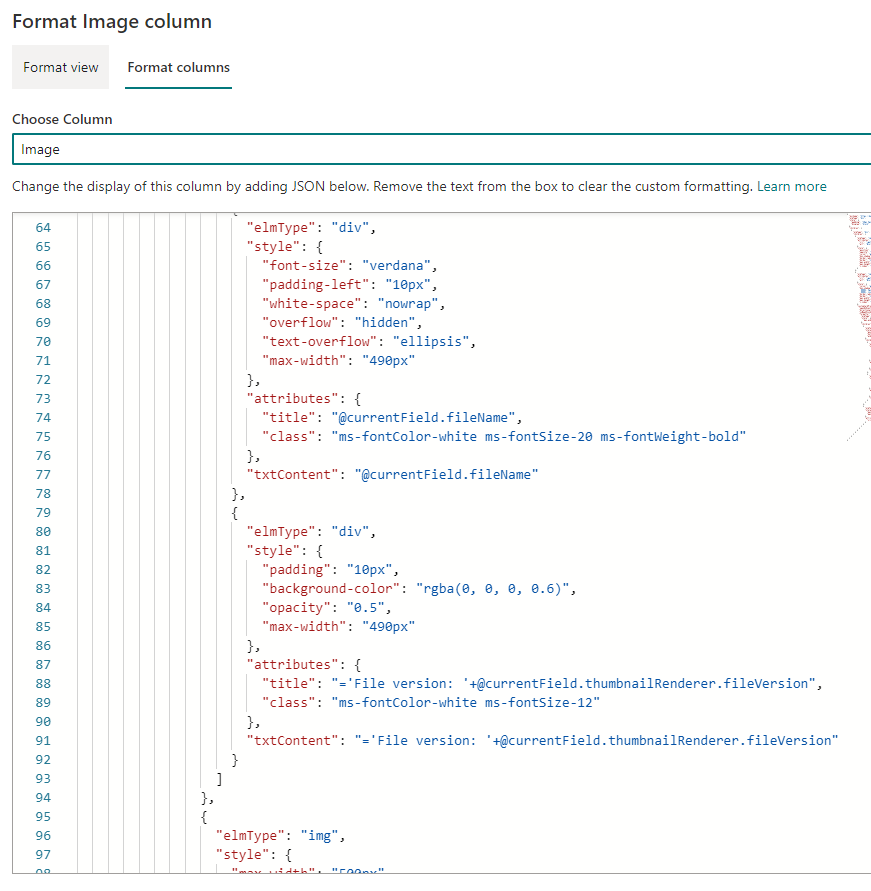 Format Image column
Format view Format columns
Choose Column
Image
Change the display of this column by adding JSON below. Remove the text from the box to clear the custom formatting. Learn more
64 "elmType": "div",
65 "style": {
66 "font-size": "verdana",
67 "padding-left": "10px",
68 "white-space": "nowrap",
69 "overflow": "hidden",
70 "text-overflow": "ellipsis",
71 "max-width": "490px"
72 },
73 "attributes": {
74 "title": "@currentField.fileName",
75 "class": "ms-fontColor-white ms-fontSize-20 ms-fontWeight-bold"
76 },
77 "txtContent": "@currentField.fileName"
78 },
79 {
80 "elmType": "div",
81 "style": {
82 "padding": "10px",
83 "background-color": "rgba(0, 0, 0, 0.6)",
84 "opacity": "0.5",
85 "max-width": "490px"
86 },
87 "attributes": {
88 "title": "='File version: '+@currentField.thumbnailRenderer.fileVersion",
89 "class": "ms-fontColor-white ms-fontSize-12"
90 },
91 "txtContent": "='File version: '+@currentField.thumbnailRenderer.fileVersion"
92 }
93 ]
94 },
95 {
96 "elmType": "img",
97 "style": {
98 "max-width": "500px"